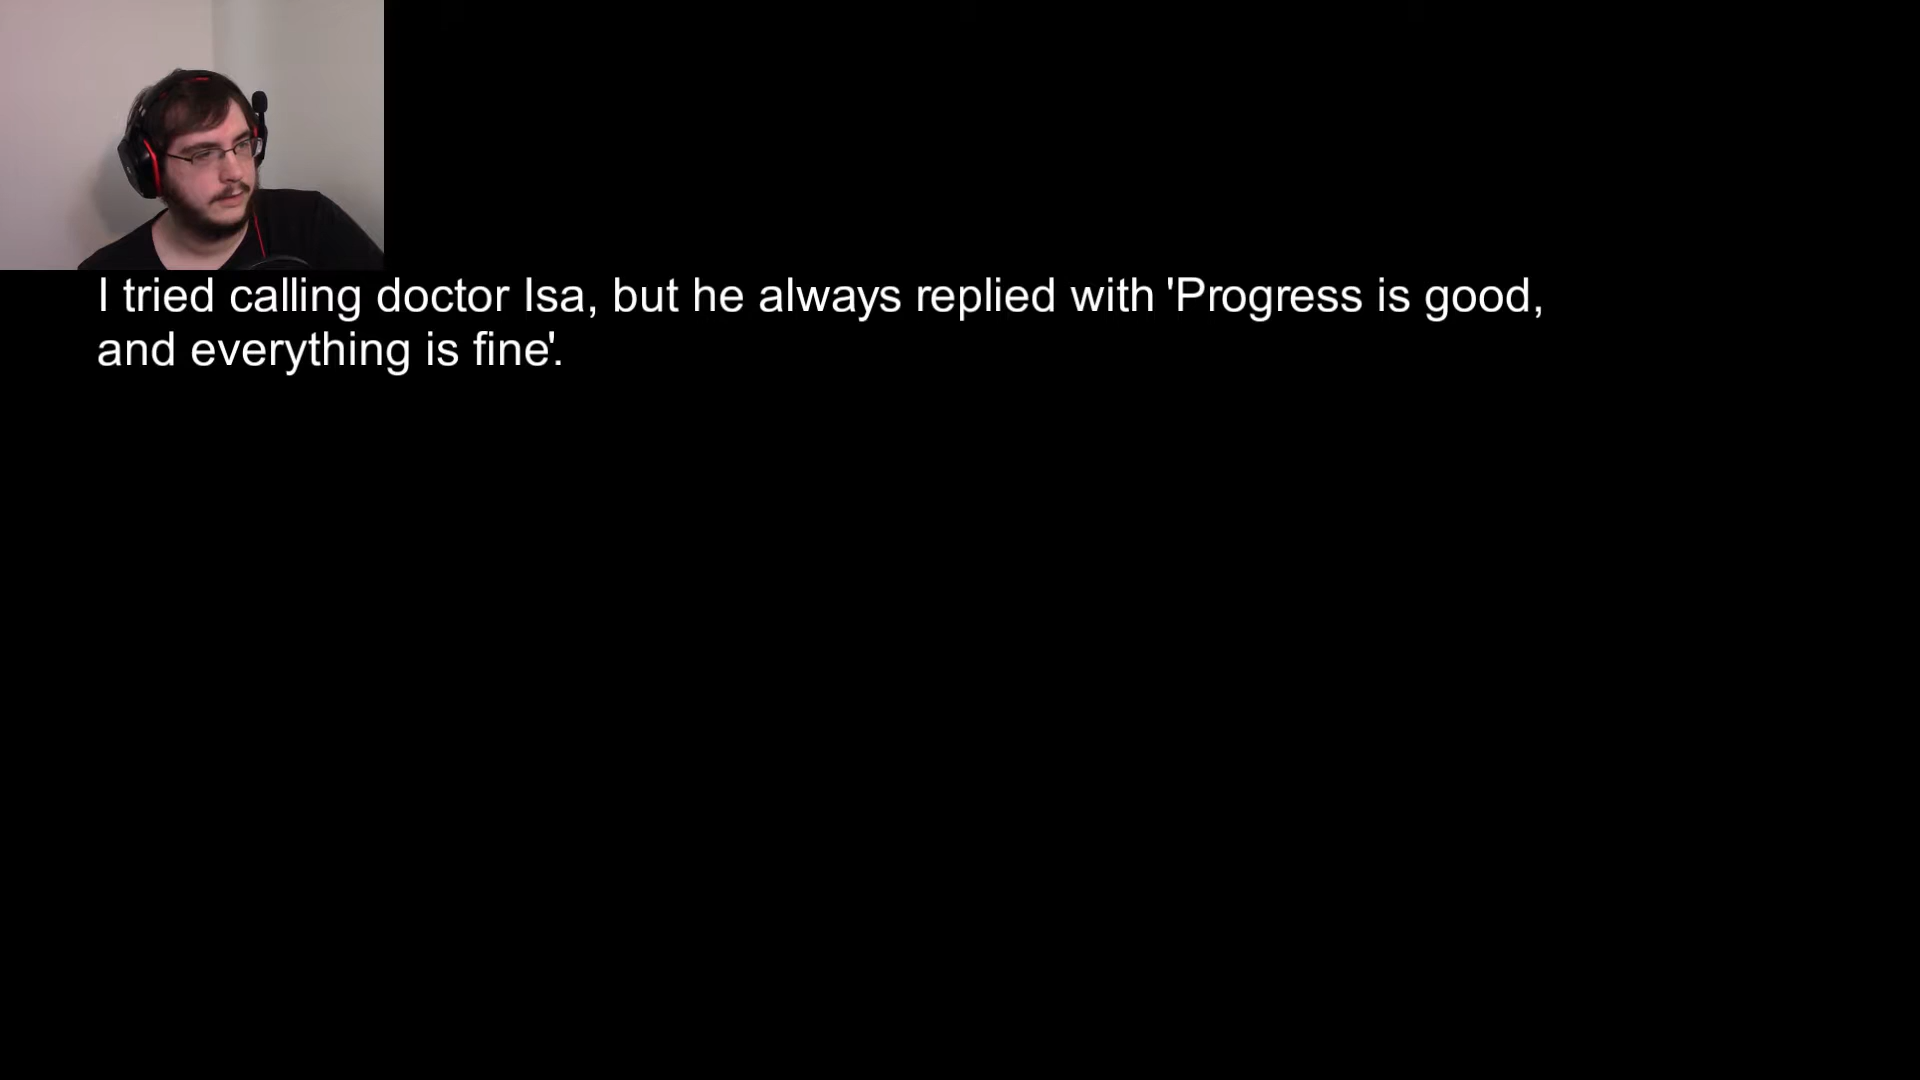 I tried calling doctor Isa, but he always replied with 'Progress is good,
and everything is fine'.